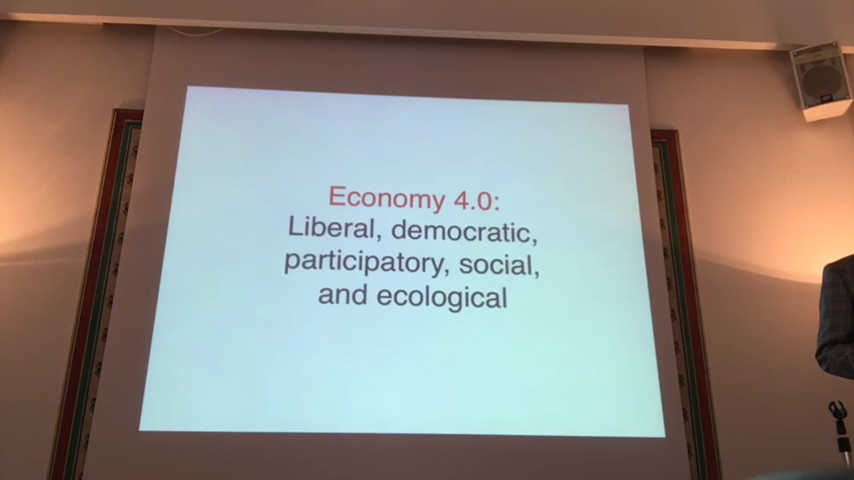 Economy 4.0:
Liberal, democratic,
participatory, social,
and ecological